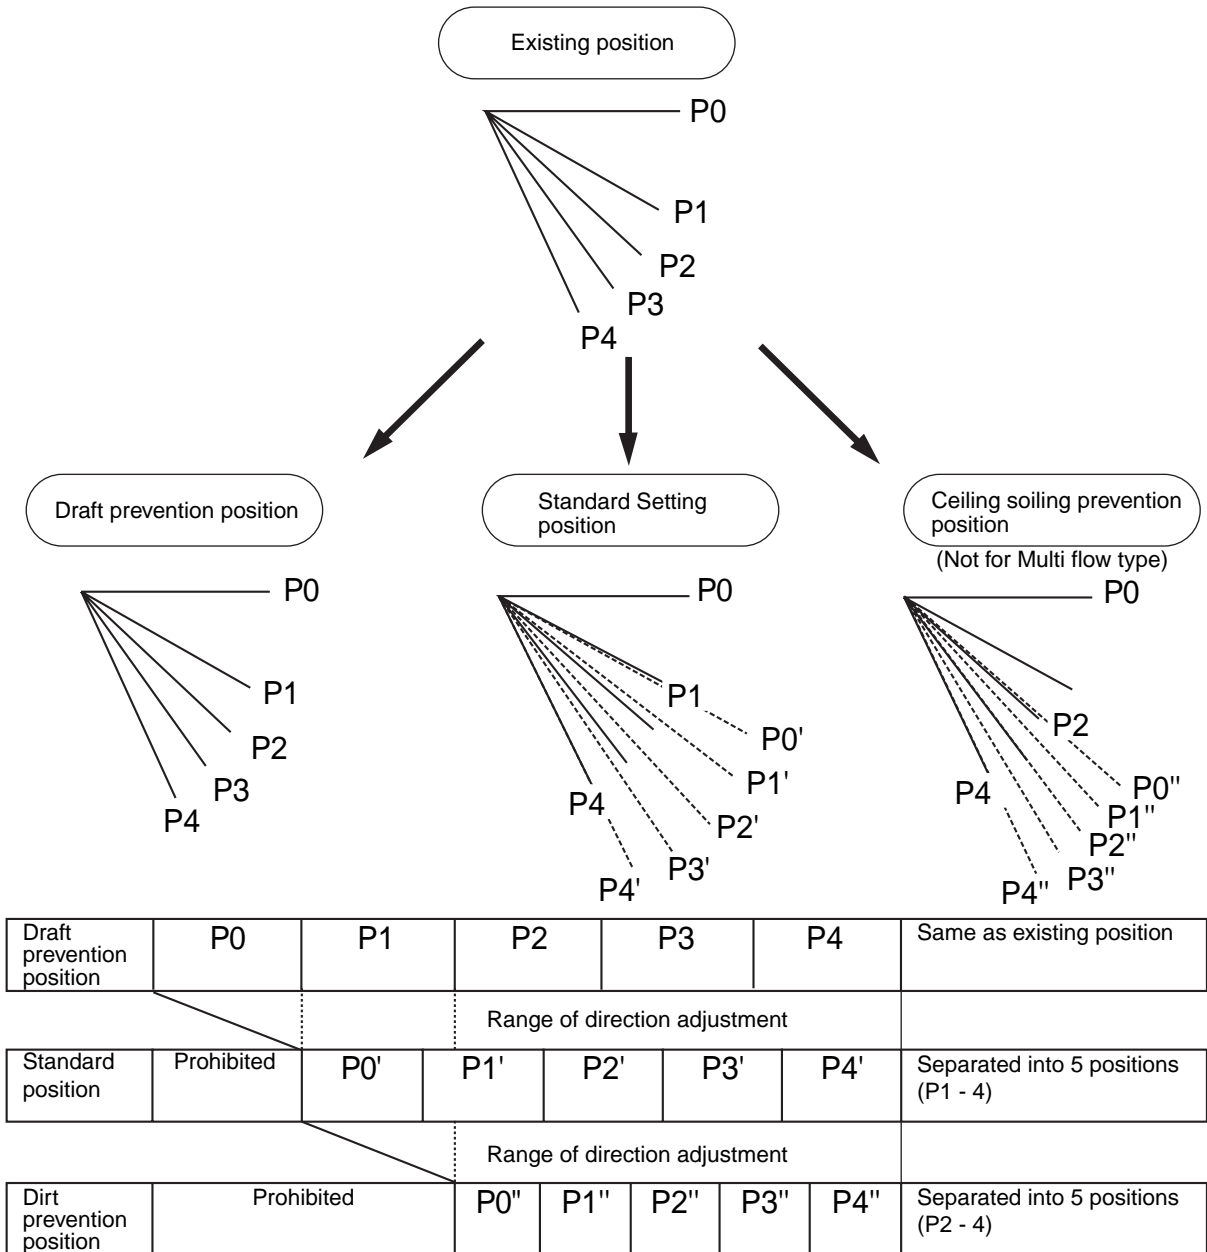 Existing position
P0
P1
P2
P3
P4
Draft prevention position
P0
P1
P2
P3
P4
Standard Setting
position
P0
P1
P0'
P1'
P4
P2'
P3'
P4'
Ceiling soiling prevention
position
(Not for Multi flow type)
P0
P2
P4
P0"
P1"
P2"
P3"
P4"
Draft
prevention
position
P0
P1
P2
P3
P4
Same as existing position
Range of direction adjustment
Standard
position
Prohibited
P0'
P1'
P2'
P3'
P4'
Separated into 5 positions
(P1 - 4)
Range of direction adjustment
Dirt
prevention
position
Prohibited
P0"
P1"
P2"
P3"
P4"
Separated into 5 positions
(P2 - 4)